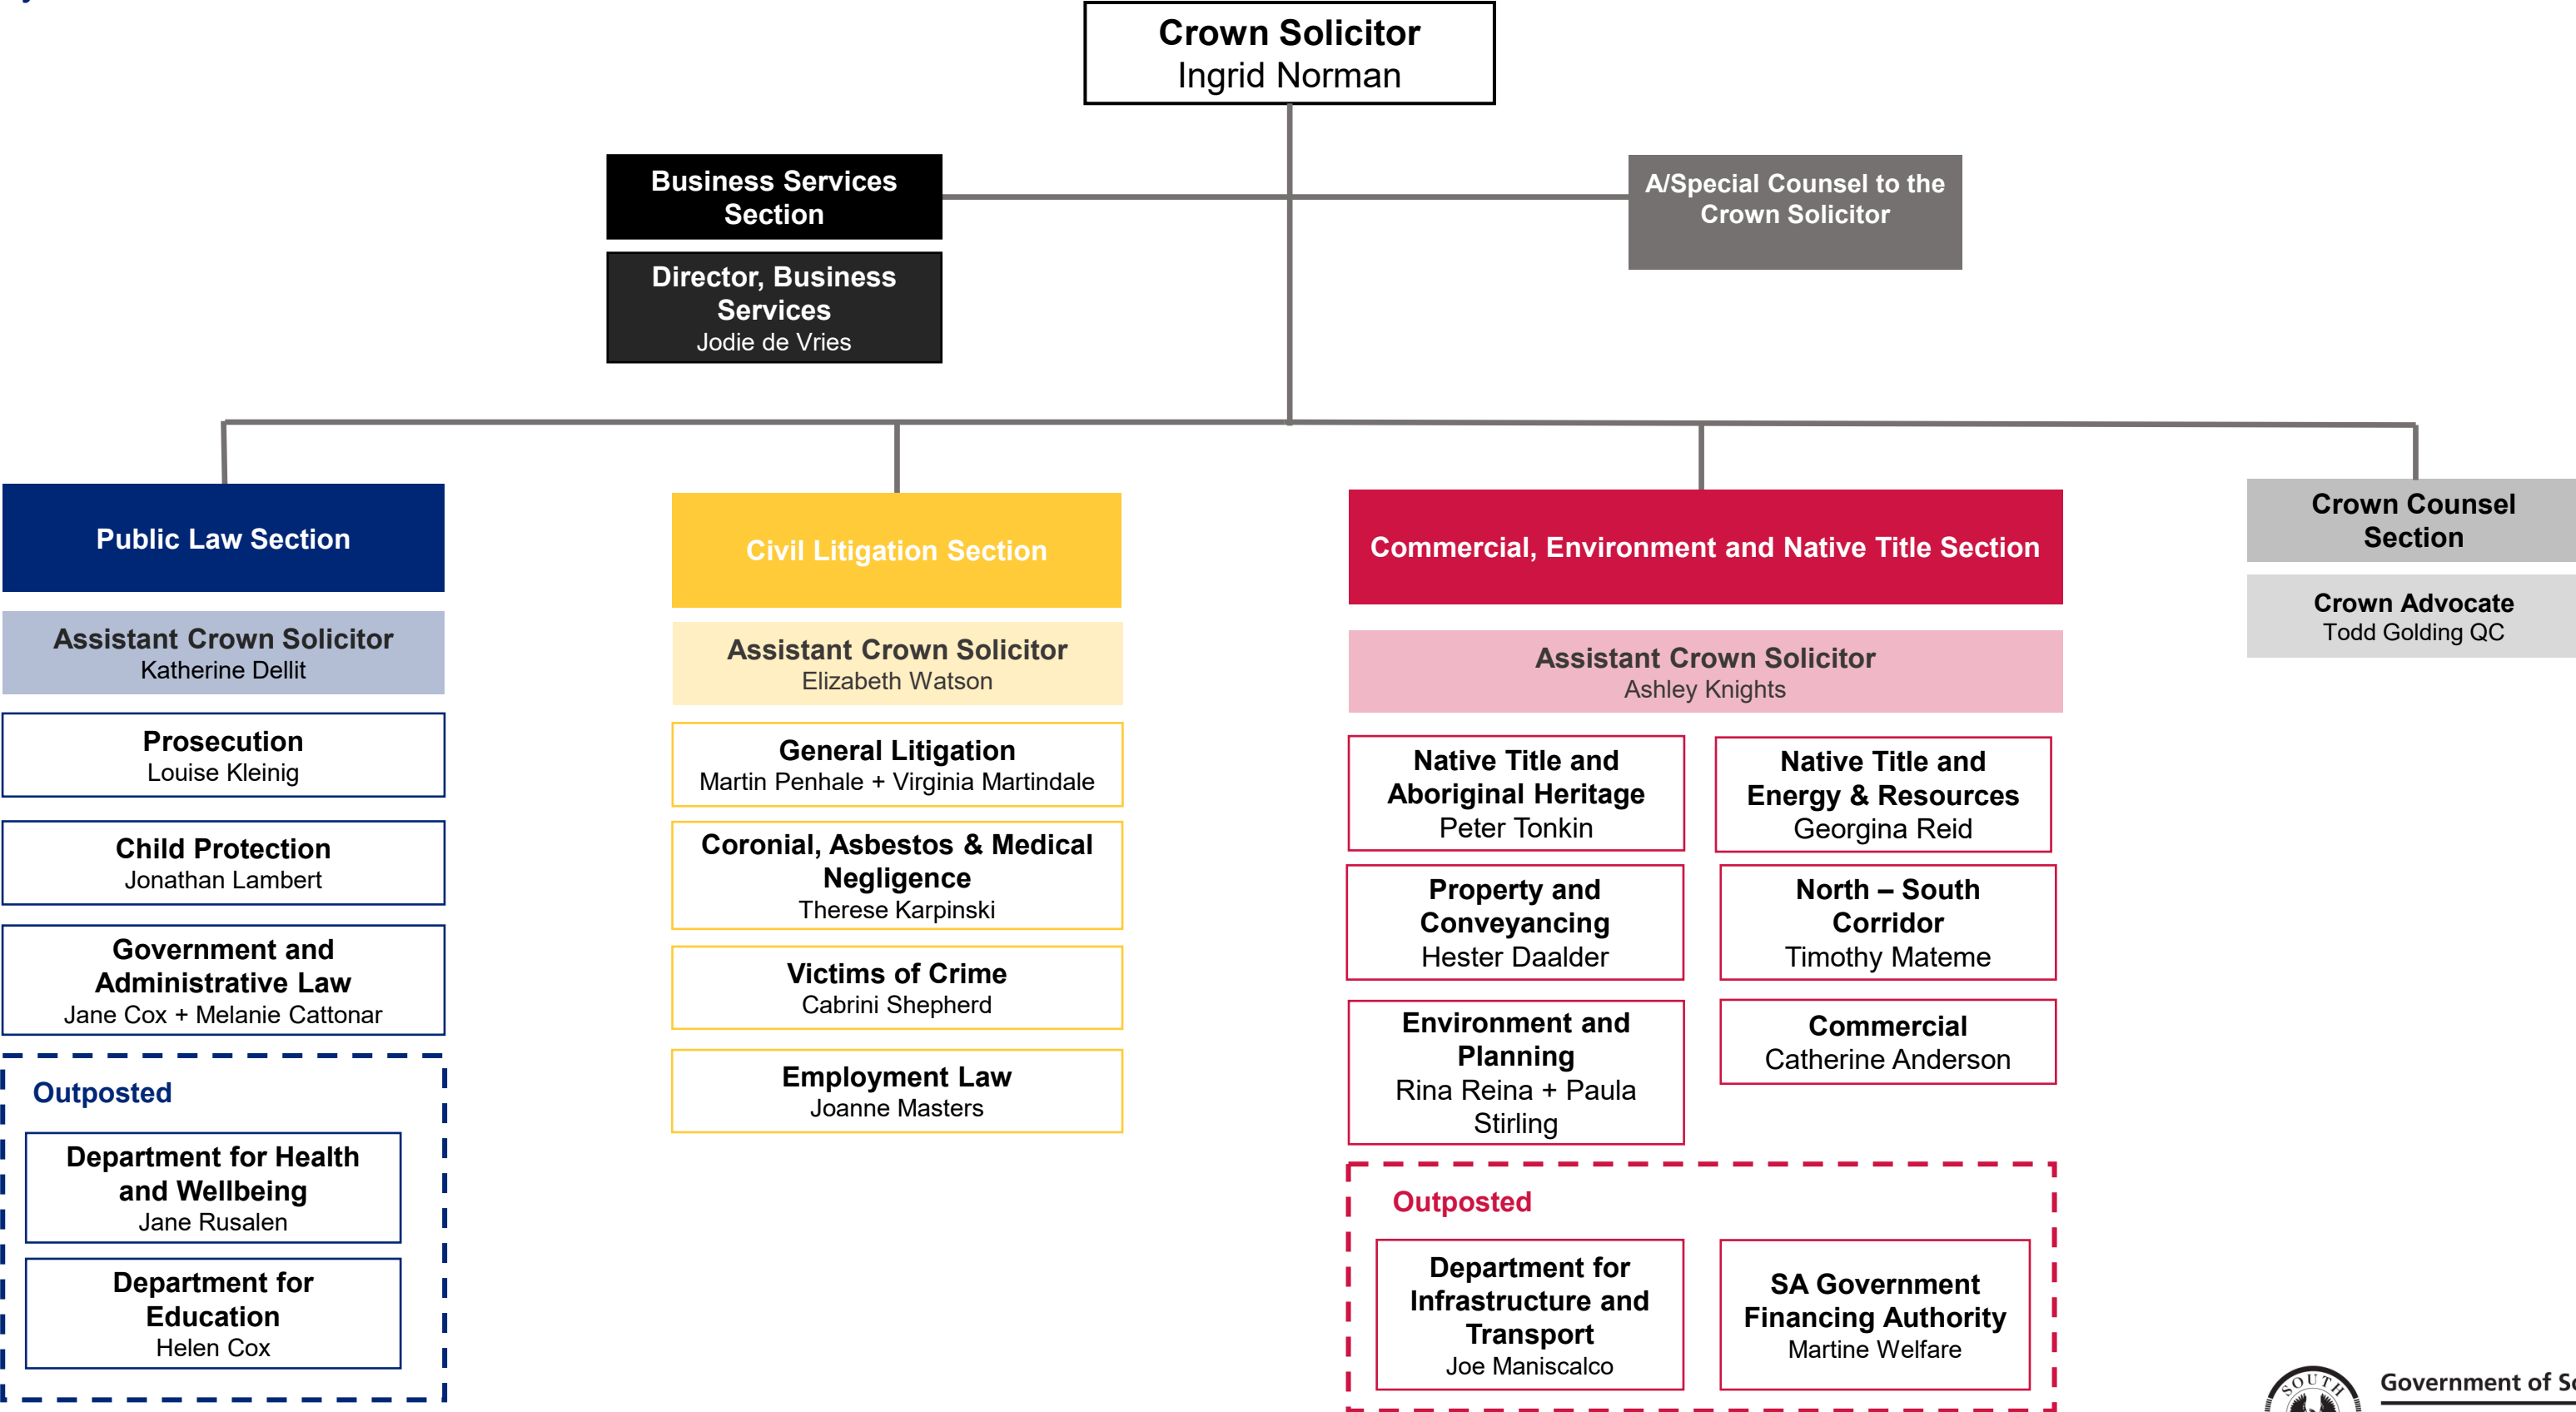 Crown Solicitor
Ingrid Norman
Business Services
Section
A/Special Counsel to the
Crown Solicitor
Director, Business
Services
Jodie de Vries
Public Law Section
Assistant Crown Solicitor
Katherine Dellit
Prosecution
Louise Kleinig
Child Protection
Jonathan Lambert
Government and
Administrative Law
Jane Cox + Melanie Cattonar
Outposted
Department for Health
and Wellbeing
Jane Rusalen
Department for
Education
Helen Cox
Civil Litigation Section
Assistant Crown Solicitor
Elizabeth Watson
General Litigation
Martin Penhale + Virginia Martindale
Coronial, Asbestos & Medical
Negligence
Therese Karpinski
Victims of Crime
Cabrini Shepherd
Employment Law
Joanne Masters
Commercial, Environment and Native Title Section
Assistant Crown Solicitor
Ashley Knights
Native Title and
Aboriginal Heritage
Peter Tonkin
Native Title and
Energy & Resources
Georgina Reid
Property and
Conveyancing
Hester Daalder
North – South
Corridor
Timothy Mateme
Environment and
Planning
Rina Reina + Paula
Stirling
Commercial
Catherine Anderson
Outposted
Department for
Infrastructure and
Transport
Joe Maniscalco
SA Government
Financing Authority
Martine Welfare
Crown Counsel
Section
Crown Advocate
Todd Golding QC
SOUTH
Government of